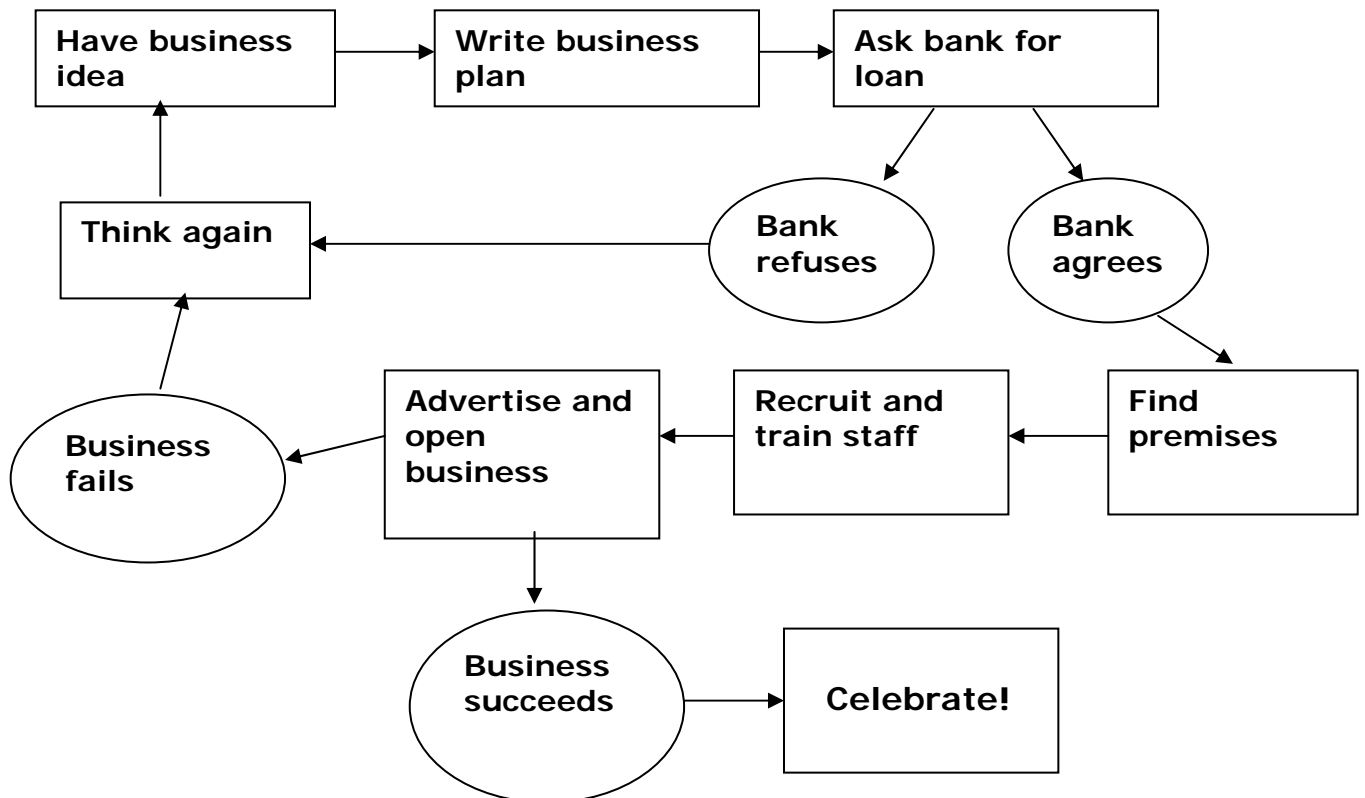 Have business
idea
Write business
plan
Ask bank for
loan
Think again
Bank
refuses
Bank
agrees
Business
fails
Advertise and
open
business
Recruit and
train staff
Find
premises
Business
succeeds
Celebrate!